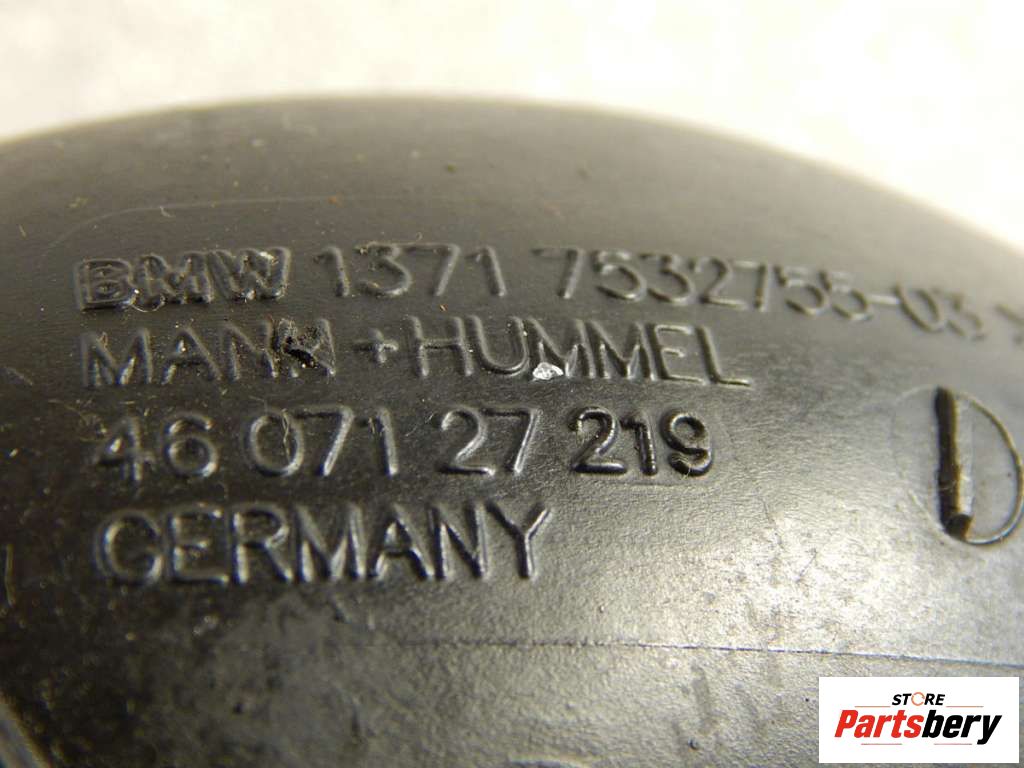 BMW 1371 7532755-03
MANN+HUMMEL
46 071 27 219
GERMANY
STORE
Partsbery